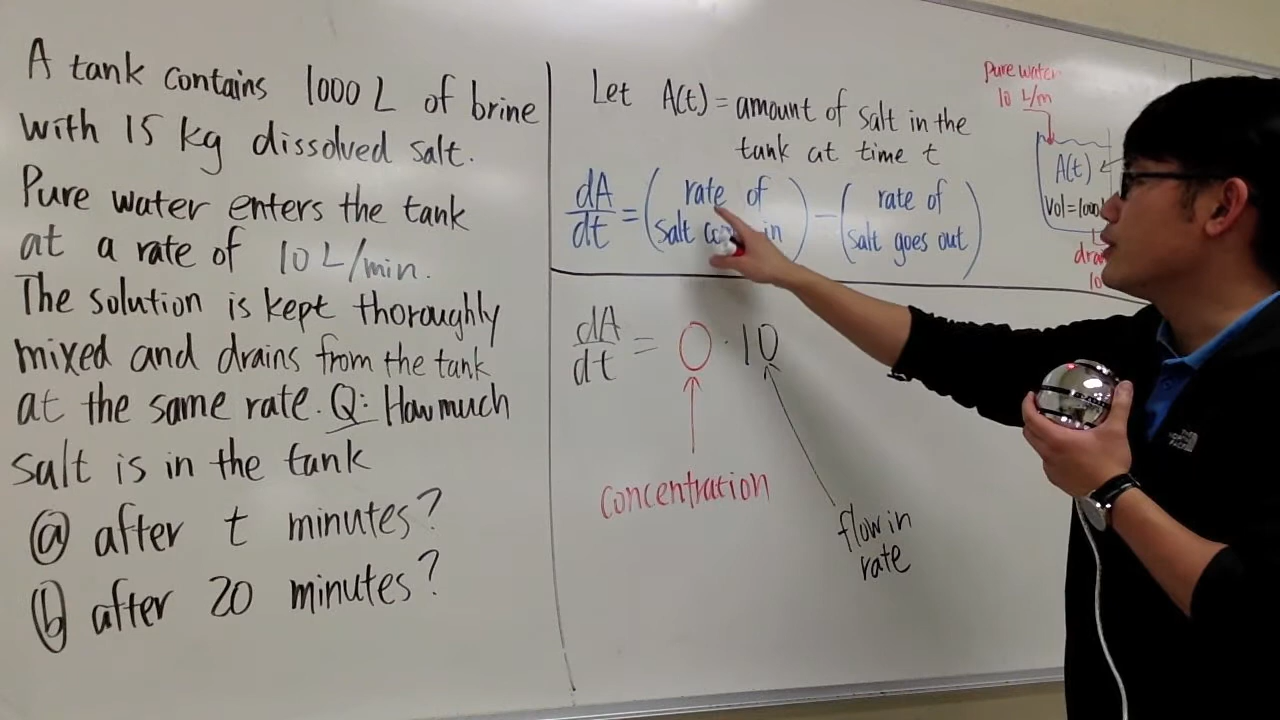 A tank contains 1000 L of brine
with 15 kg dissolved salt.
Pure water enters the tank
at a rate of 10 L/min.
The solution is kept thoroughly
mixed and drains from the tank
at the same rate. Q: How much
salt is in the tank
ⓐ after t minutes?
ⓑ after 20 minutes?
Let A(t) = amount of salt in the
tank at time t
dA/dt = (rate of salt in) - (rate of salt goes out)
Pure water
10 L/m
A(t)
Vol=1000
10
dA/dt = 0 · 10
concentration
flow in
rate